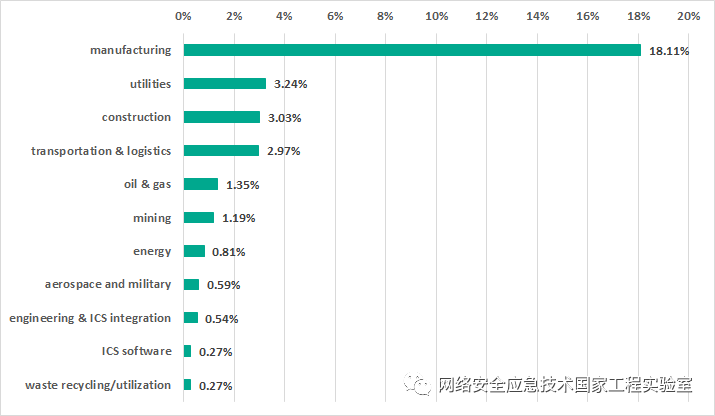 0% 2% 4% 6% 8% 10% 12% 14% 16% 18% 20%
manufacturing 18.11%
utilities 3.24%
construction 3.03%
transportation & logistics 2.97%
oil & gas 1.35%
mining 1.19%
energy 0.81%
aerospace and military 0.59%
engineering & ICS integration 0.54%
ICS software 0.27%
waste recycling/utilization 0.27%
网络安全应急技术国家工程实验室